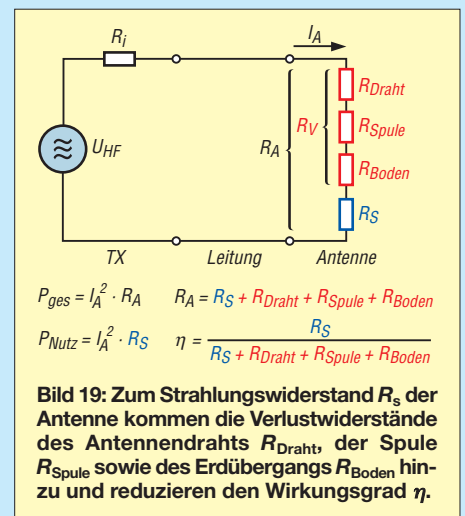 R_i
I_A
R_Draht
R_Spule
R_V
R_A
U_HF
R_Boden
R_S
TX Leitung Antenne
P_ges = I_A^2 · R_A R_A = R_S + R_Draht + R_Spule + R_Boden
P_Nutz = I_A^2 · R_S η = R_S / (R_S + R_Draht + R_Spule + R_Boden)
Bild 19: Zum Strahlungswiderstand R_s der
Antenne kommen die Verlustwiderstände
des Antennendrahts R_Draht, der Spule
R_Spule sowie des Erdübergangs R_Boden hin-
zu und reduzieren den Wirkungsgrad η.